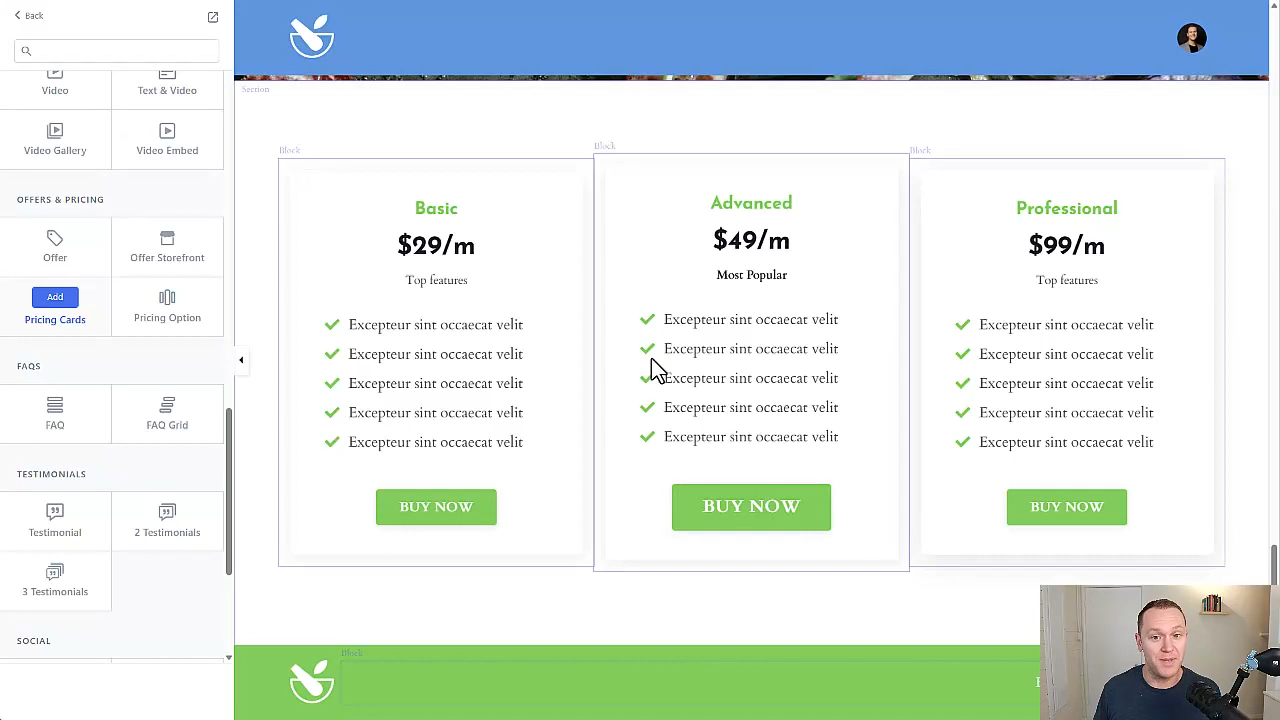 Back
Video
Text & Video
Video Gallery
Video Embed
OFFERS & PRICING
Offer
Offer Storefront
Add
Pricing Cards
Pricing Option
FAQS
FAQ
FAQ Grid
TESTIMONIALS
Testimonial
2 Testimonials
3 Testimonials
SOCIAL
Section
Block
Basic
$29/m
Top features
Excepteur sint occaecat velit
Excepteur sint occaecat velit
Excepteur sint occaecat velit
Excepteur sint occaecat velit
Excepteur sint occaecat velit
BUY NOW
Block
Advanced
$49/m
Most Popular
Excepteur sint occaecat velit
Excepteur sint occaecat velit
Excepteur sint occaecat velit
Excepteur sint occaecat velit
Excepteur sint occaecat velit
BUY NOW
Block
Professional
$99/m
Top features
Excepteur sint occaecat velit
Excepteur sint occaecat velit
Excepteur sint occaecat velit
Excepteur sint occaecat velit
Excepteur sint occaecat velit
BUY NOW
Block